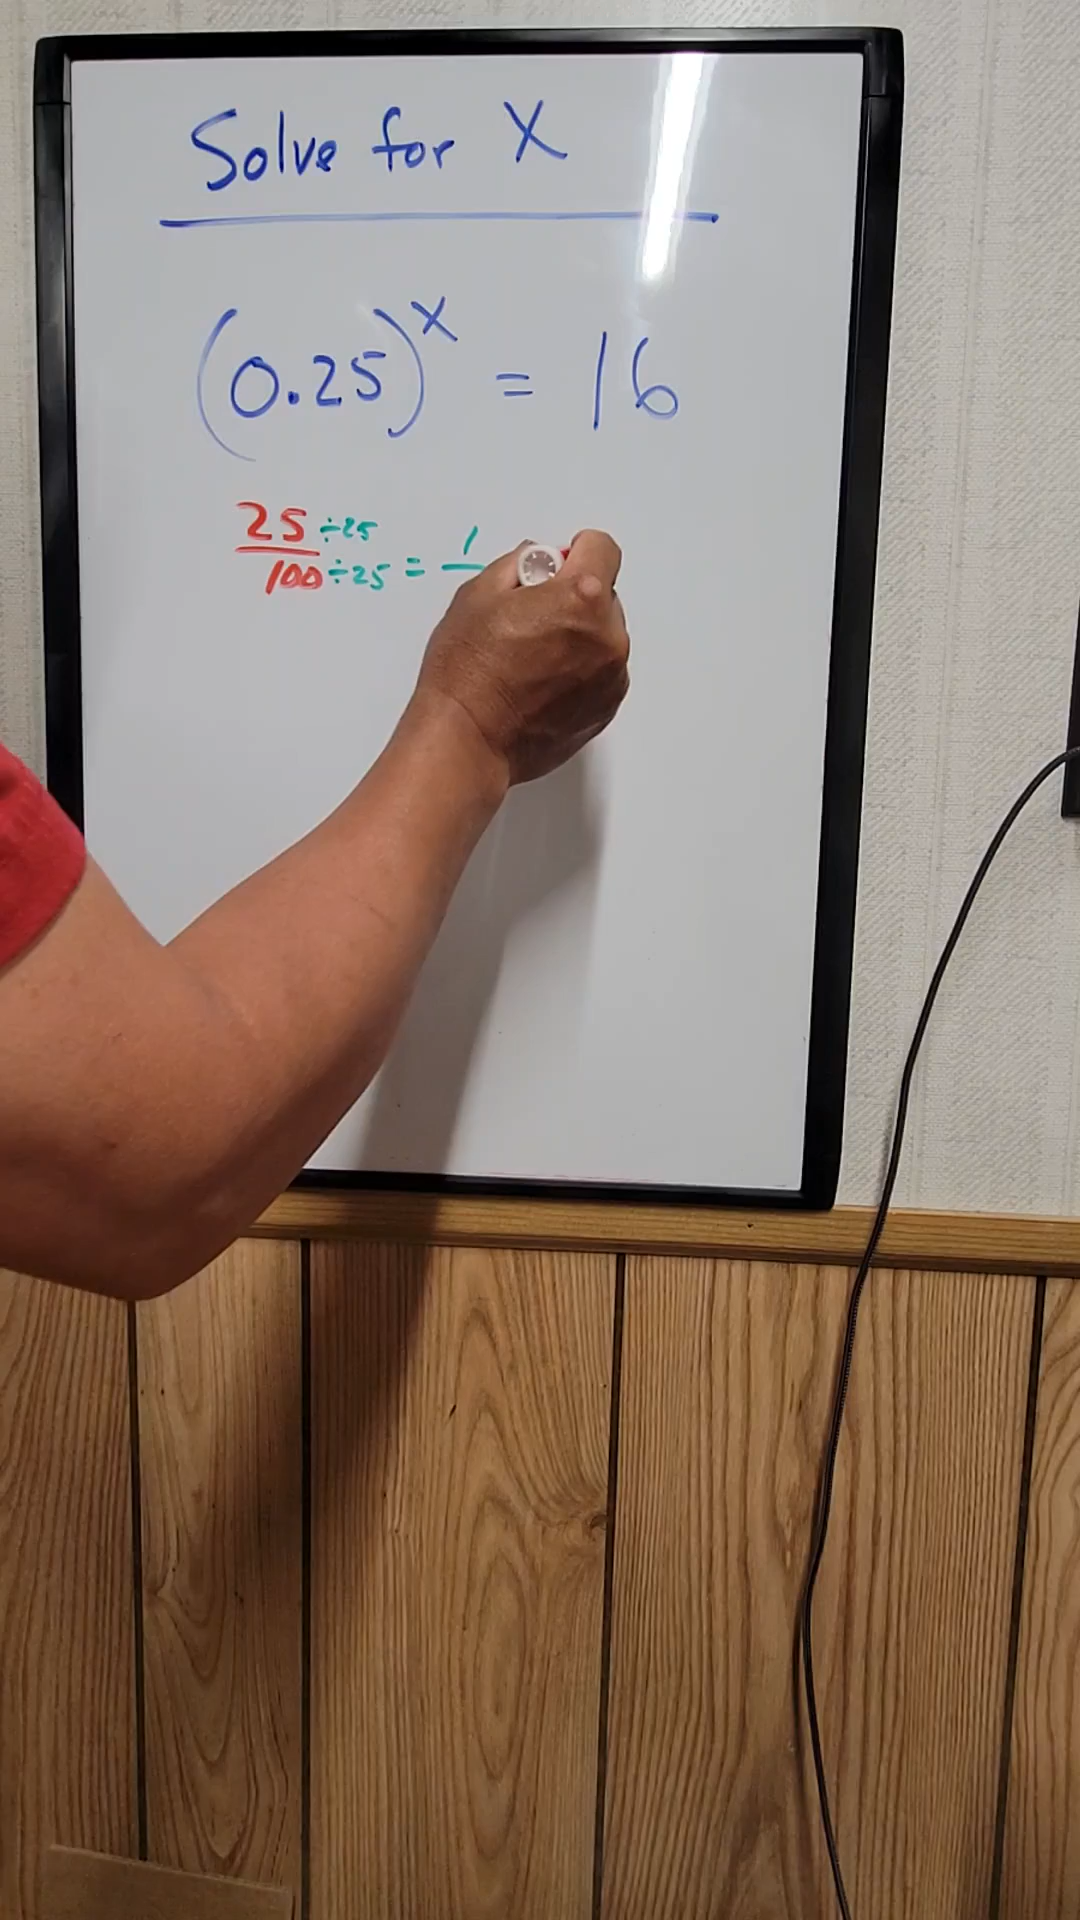 Solve for X
(0.25)^x = 16
25 ÷25
100 ÷25 = 1